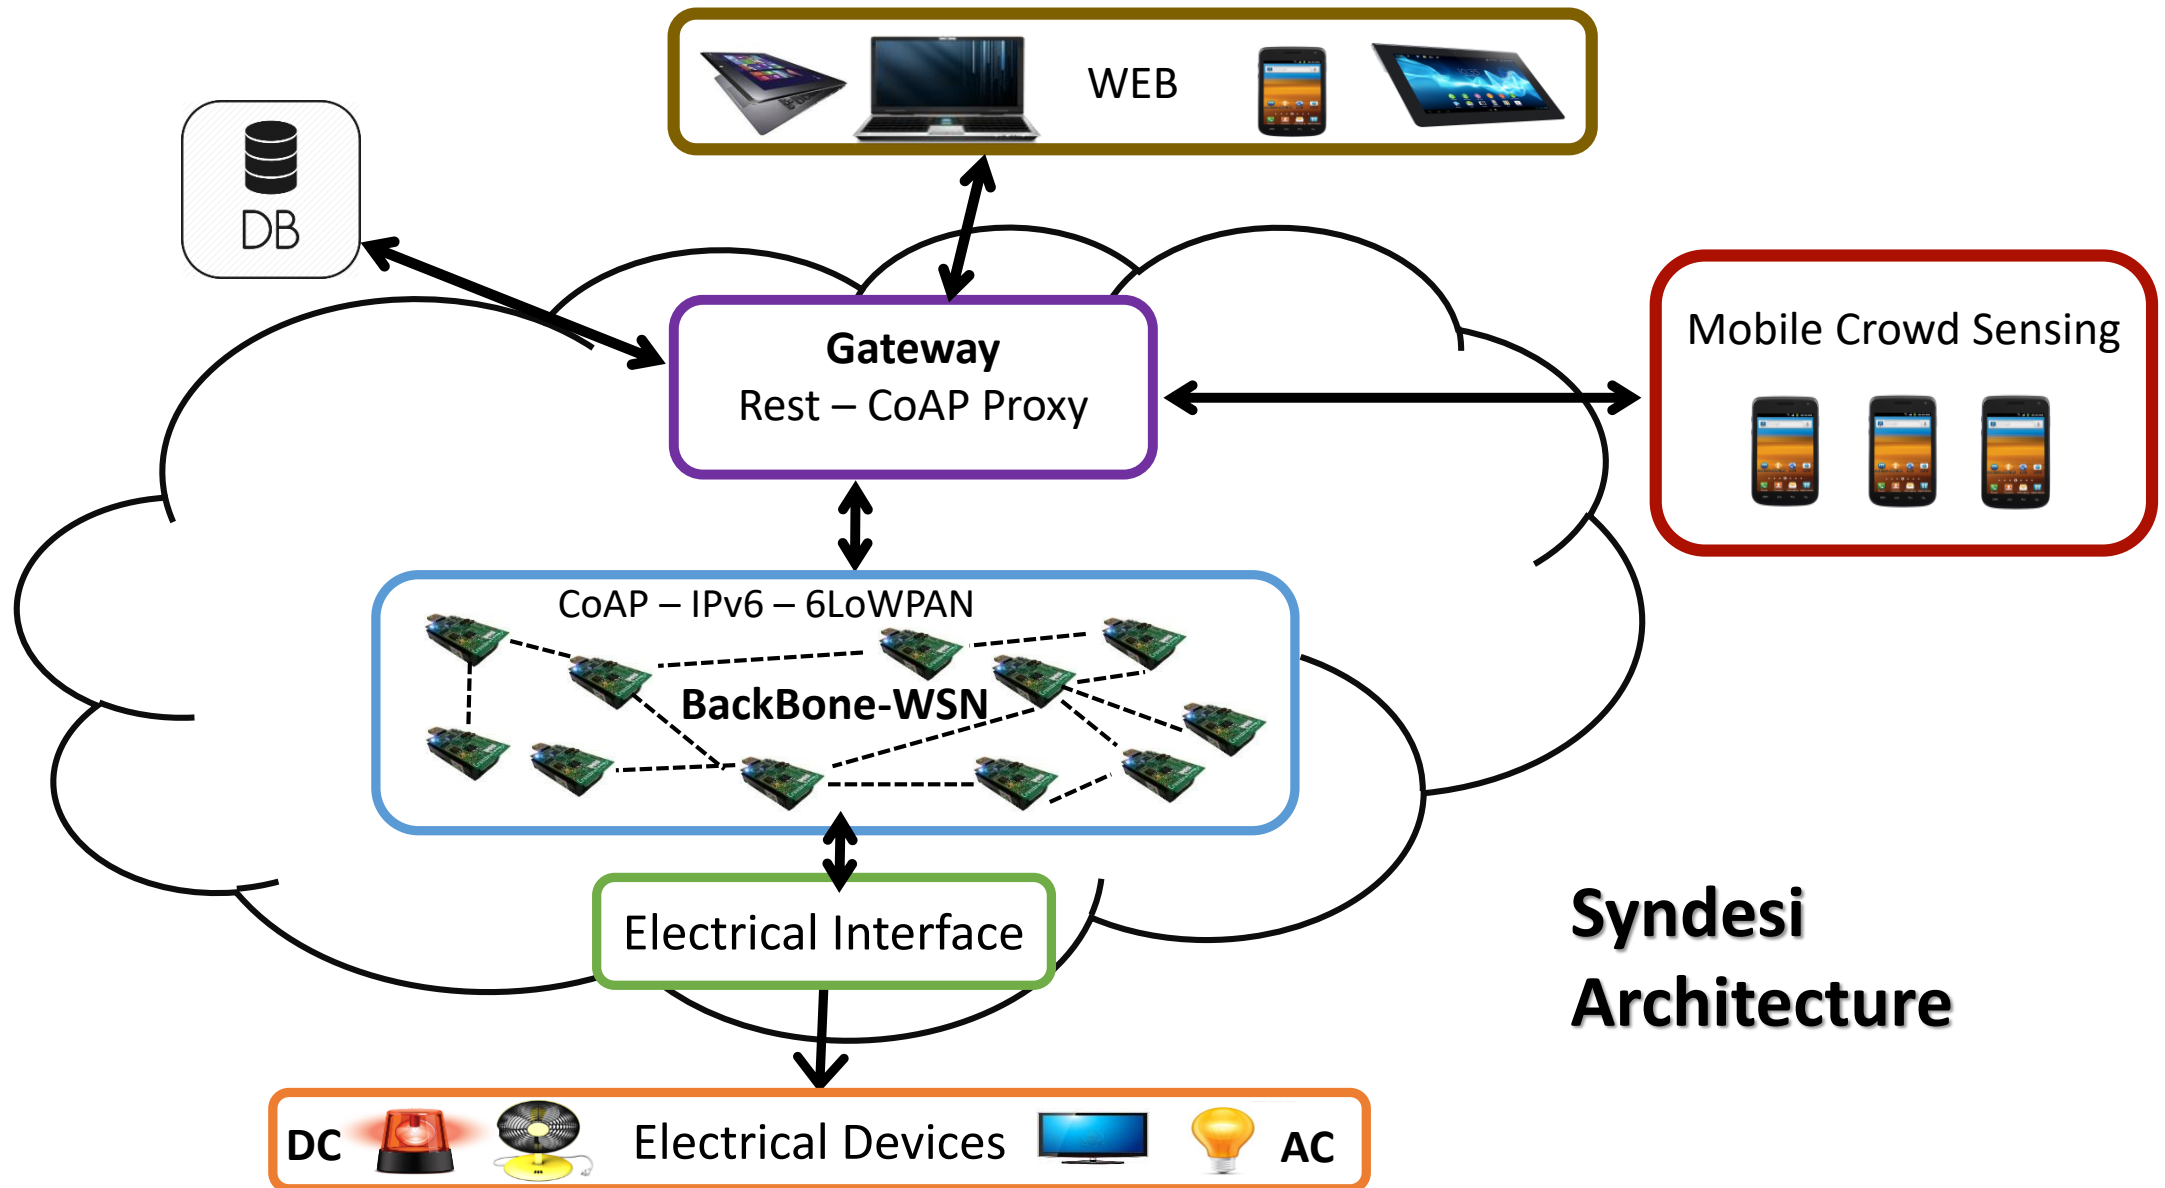 WEB
DB
Gateway
Rest – CoAP Proxy
Mobile Crowd Sensing
CoAP – IPv6 – 6LoWPAN
BackBone-WSN
Electrical Interface
Syndesi
Architecture
DC
Electrical Devices
AC